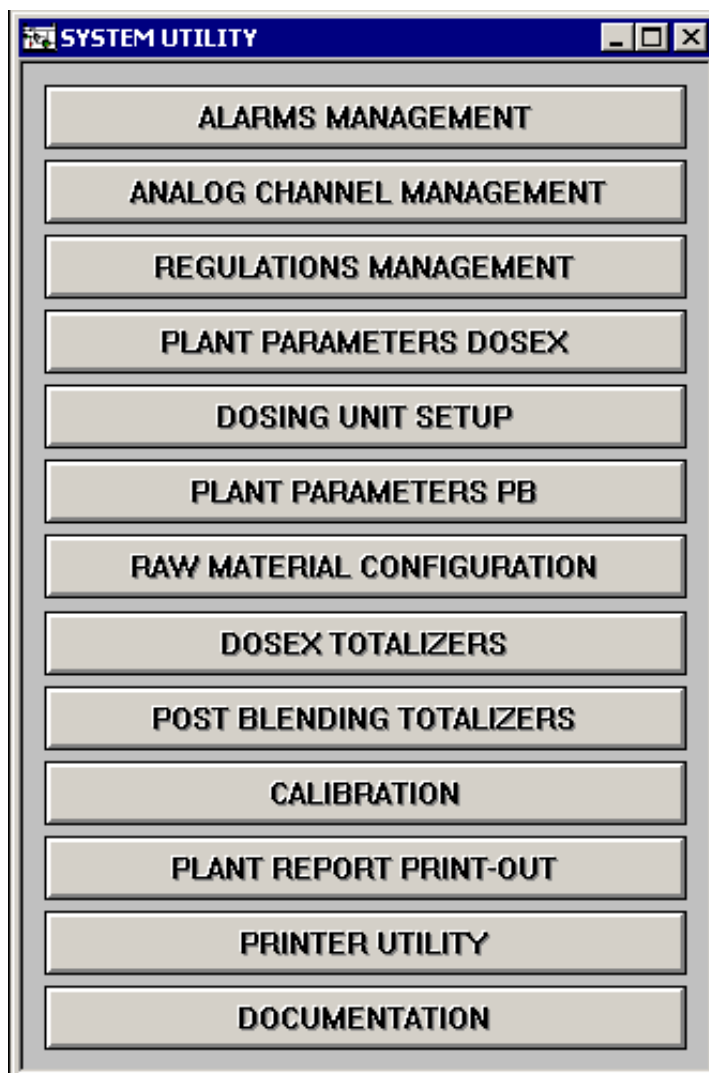 SYSTEM UTILITY
ALARMS MANAGEMENT
ANALOG CHANNEL MANAGEMENT
REGULATIONS MANAGEMENT
PLANT PARAMETERS DOSEX
DOSING UNIT SETUP
PLANT PARAMETERS PB
RAW MATERIAL CONFIGURATION
DOSEX TOTALIZERS
POST BLENDING TOTALIZERS
CALIBRATION
PLANT REPORT PRINT-OUT
PRINTER UTILITY
DOCUMENTATION